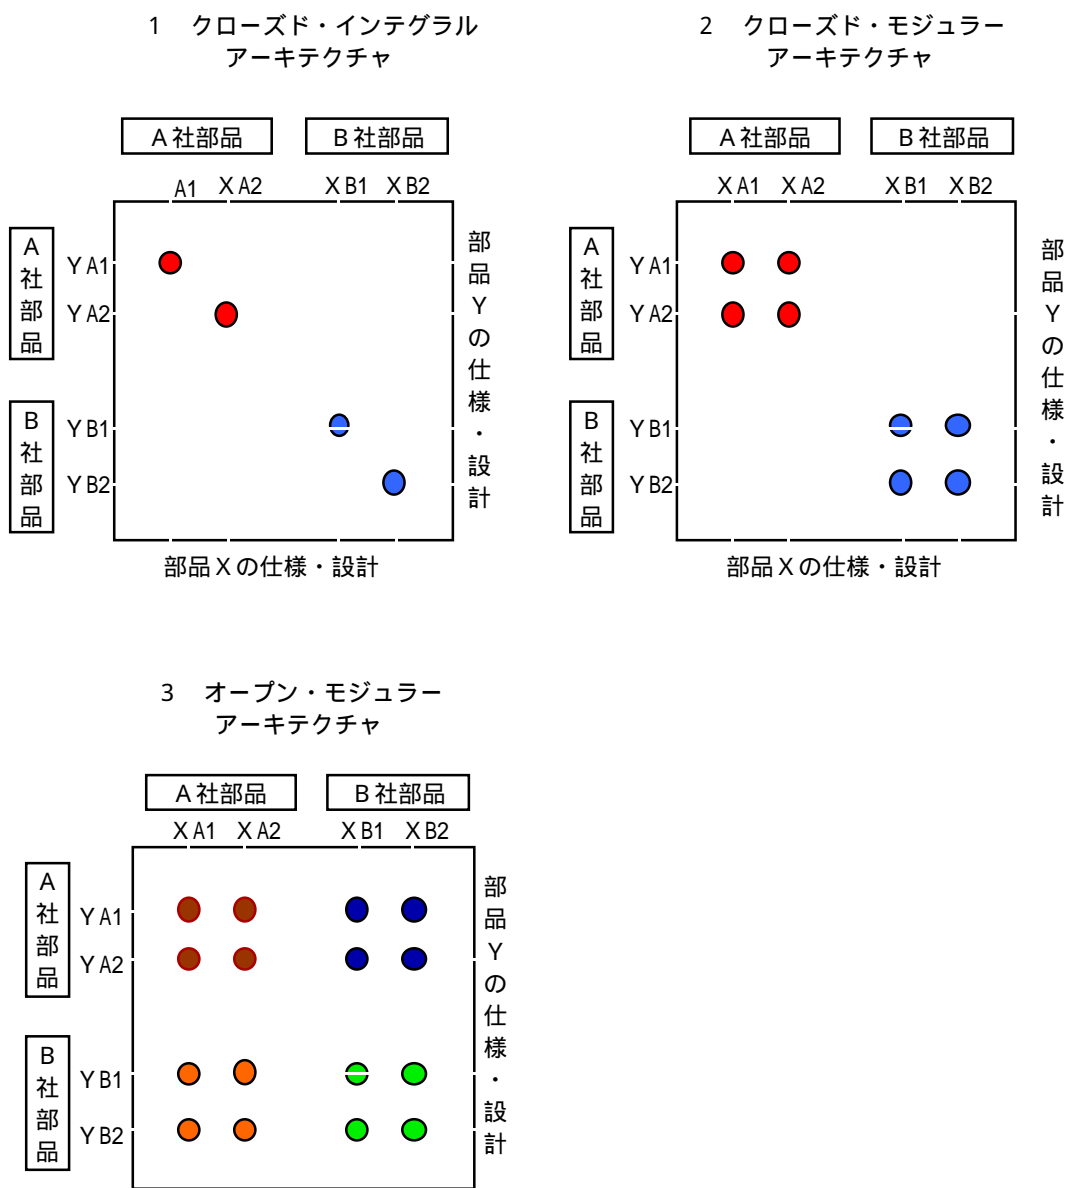 1 クローズド・インテグラル
アーキテクチャ
A社部品
B社部品
A1 XA2 XB1 XB2
A社部品
B社部品
YA1
YA2
YB1
YB2
部品Yの仕様・設計
部品Xの仕様・設計
2 クローズド・モジュラー
アーキテクチャ
A社部品
B社部品
XA1 XA2 XB1 XB2
A社部品
B社部品
YA1
YA2
YB1
YB2
部品Yの仕様・設計
部品Xの仕様・設計
3 オープン・モジュラー
アーキテクチャ
A社部品
B社部品
XA1 XA2 XB1 XB2
A社部品
B社部品
YA1
YA2
YB1
YB2
部品Yの仕様・設計